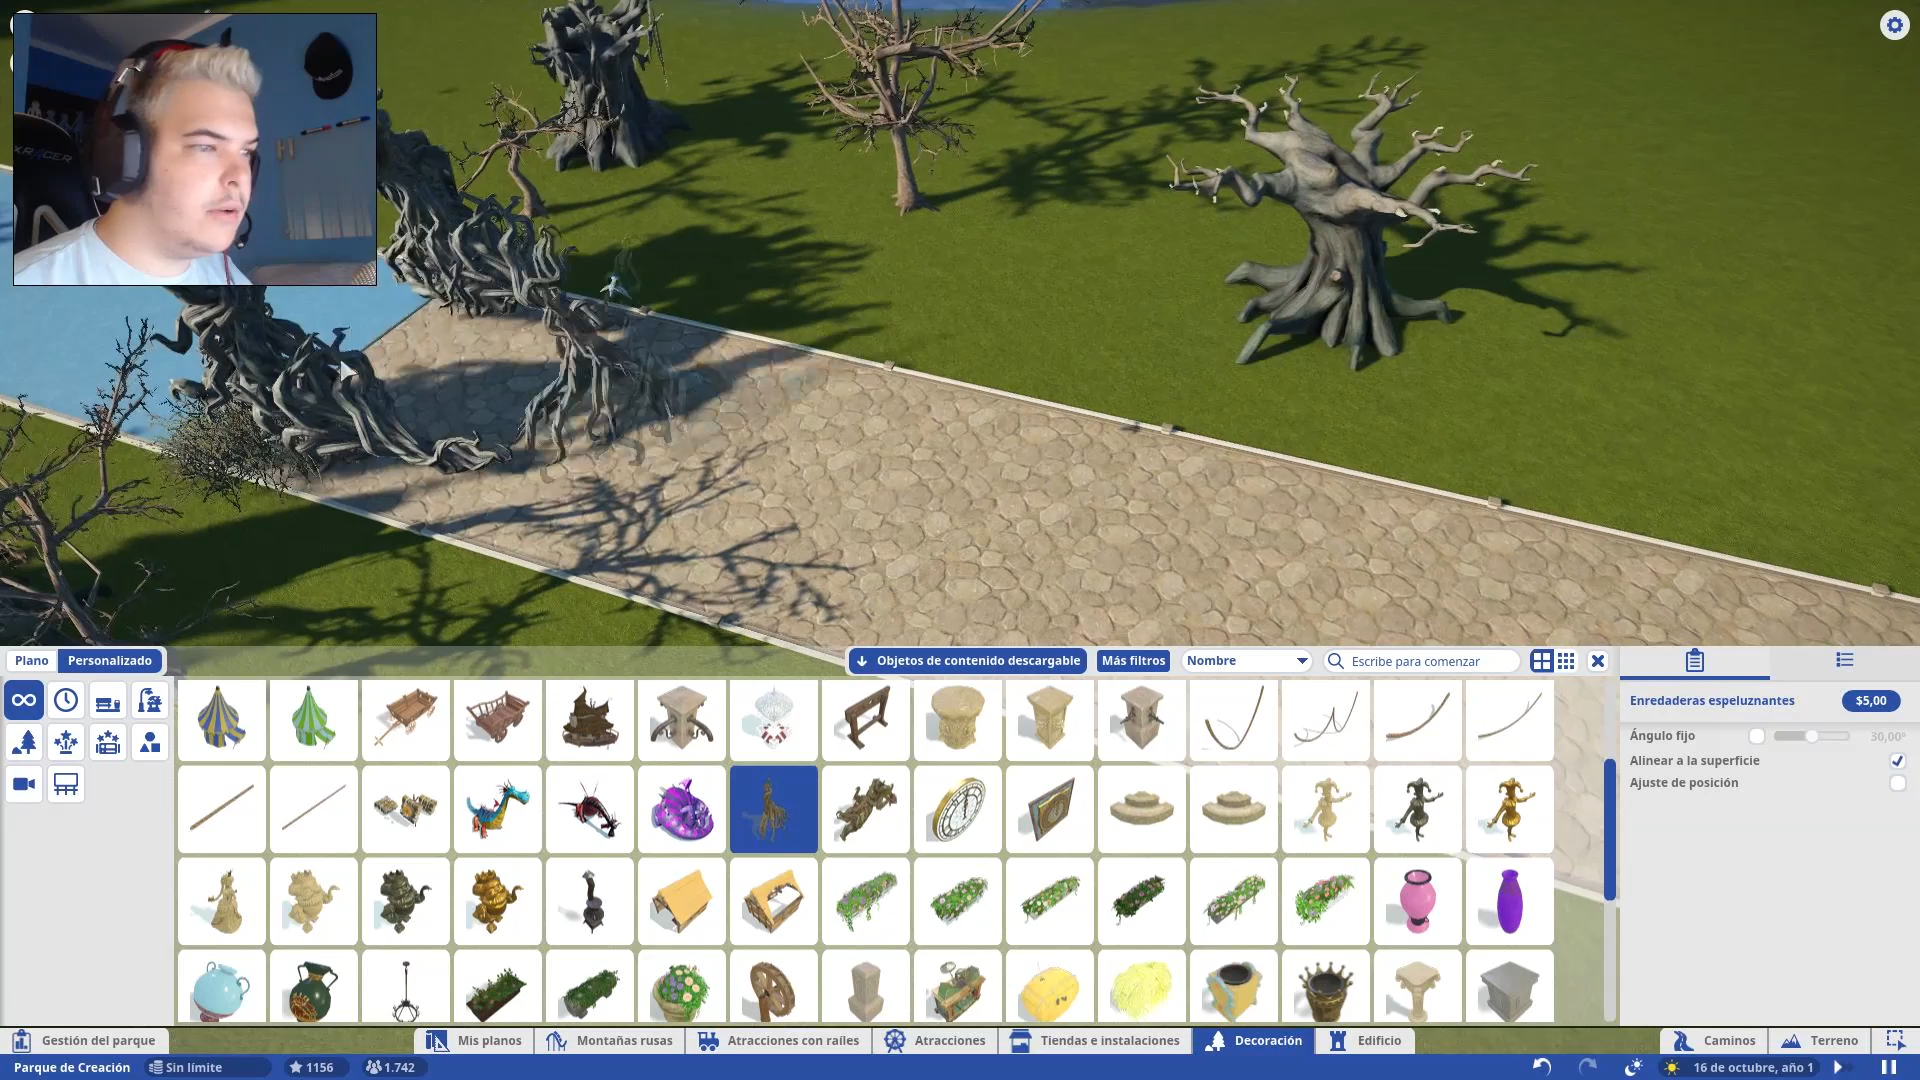 Plano
Personalizado
Objetos de contenido descargable
Más filtros
Nombre
Escribe para comenzar
Enredaderas espeluznantes
$5,00
Ángulo fijo
30,00°
Alinear a la superficie
Ajuste de posición
Gestión del parque
Mis planos
Montañas rusas
Atracciones con raíles
Atracciones
Tiendas e instalaciones
Decoración
Edificio
Caminos
Terreno
Parque de Creación
Sin límite
1156
1.742
16 de octubre, año 1